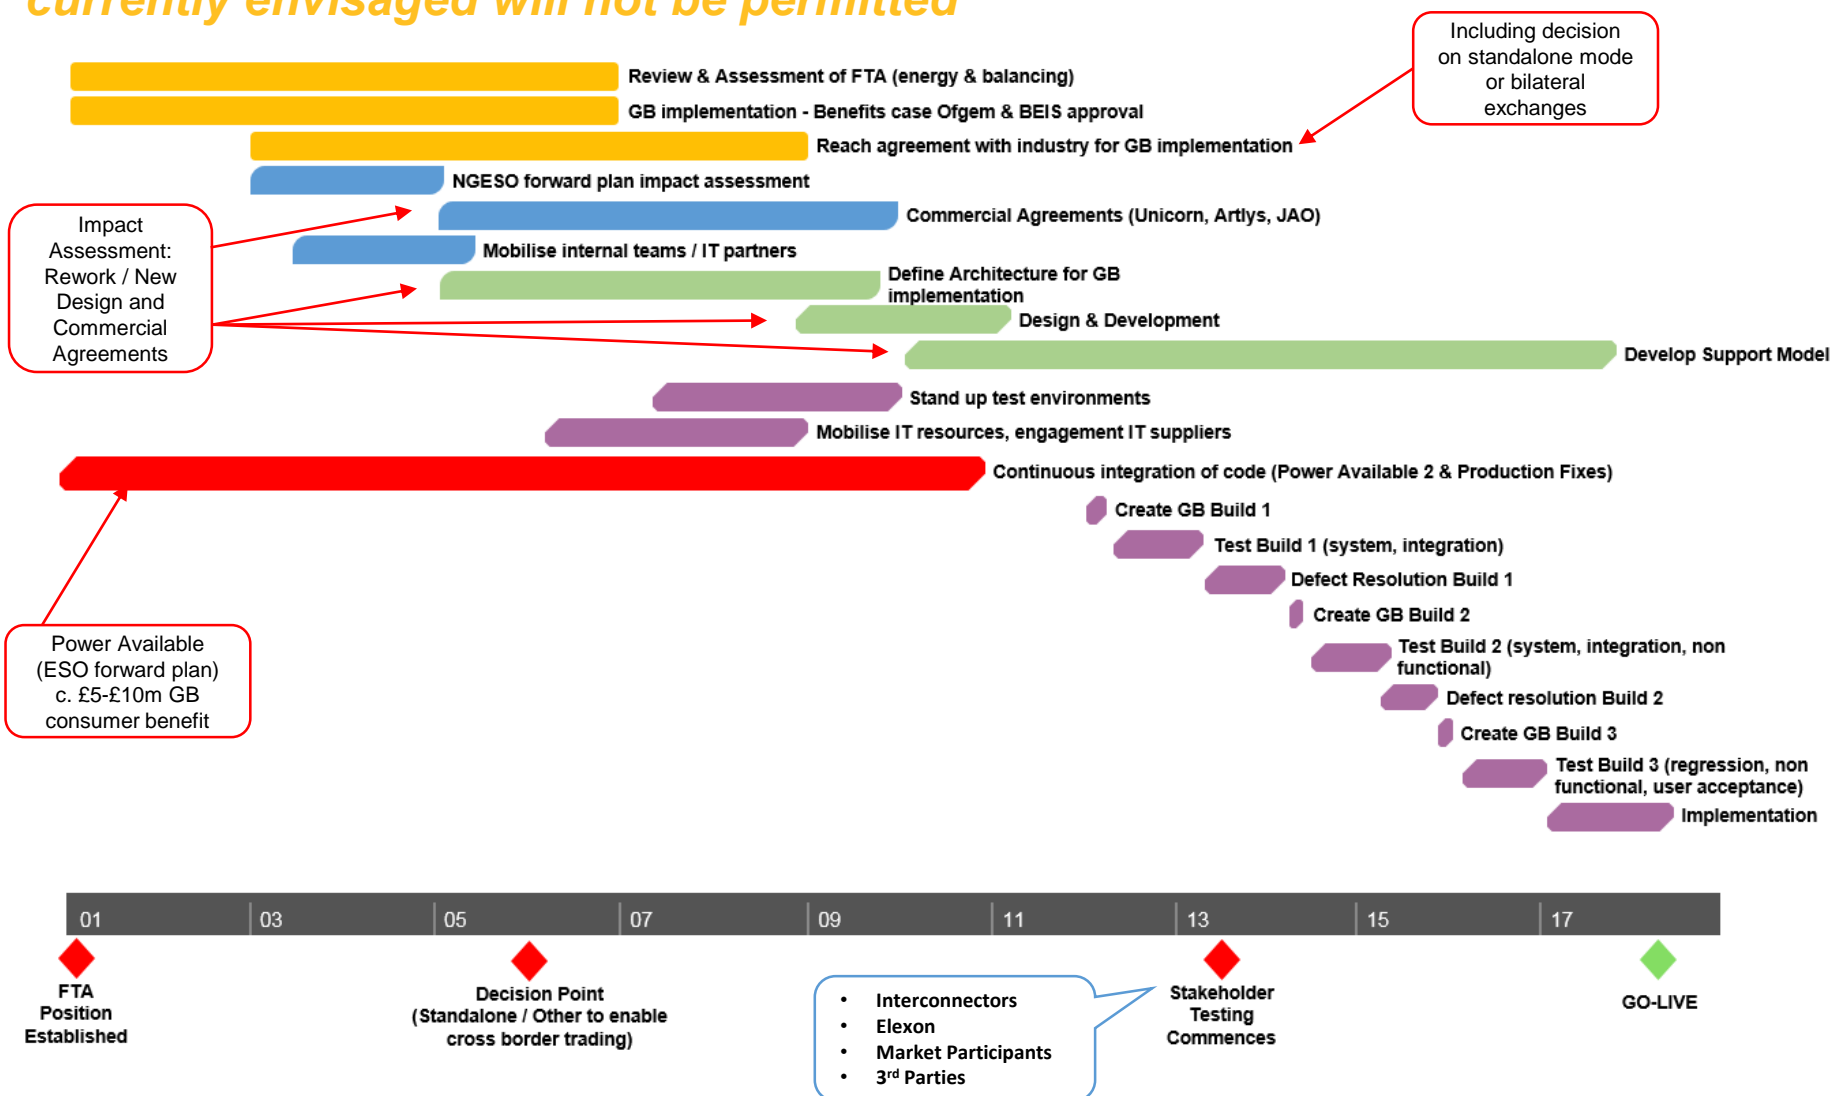 currently envisaged will not be permitted
Including decision
on standalone mode
or bilateral
exchanges
Review & Assessment of FTA (energy & balancing)
GB implementation - Benefits case Ofgem & BEIS approval
Reach agreement with industry for GB implementation
NGESO forward plan impact assessment
Commercial Agreements (Unicorn, Artlys, JAO)
Impact
Assessment:
Rework / New
Design and
Commercial
Agreements
Mobilise internal teams / IT partners
Define Architecture for GB
implementation
Design & Development
Develop Support Model
Stand up test environments
Mobilise IT resources, engagement IT suppliers
Continuous integration of code (Power Available 2 & Production Fixes)
Create GB Build 1
Test Build 1 (system, integration)
Defect Resolution Build 1
Create GB Build 2
Power Available
(ESO forward plan)
c. £5-£10m GB
consumer benefit
Test Build 2 (system, integration, non
functional)
Defect resolution Build 2
Create GB Build 3
Test Build 3 (regression, non
functional, user acceptance)
Implementation
01 03 05 07 09 11 13 15 17
FTA
Position
Established
Decision Point
(Standalone / Other to enable
cross border trading)
• Interconnectors
• Elexon
• Market Participants
• 3rd Parties
Stakeholder
Testing
Commences
GO-LIVE